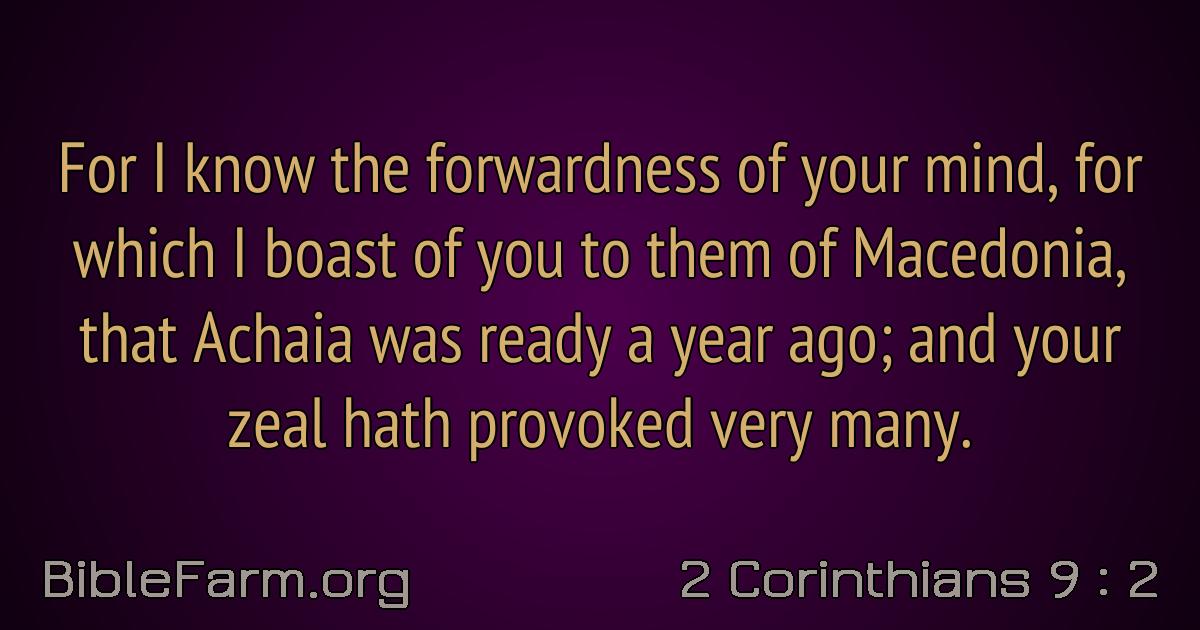 For I know the forwardness of your mind, for
which I boast of you to them of Macedonia,
that Achaia was ready a year ago; and your
zeal hath provoked very many.
BibleFarm.org
2 Corinthians 9 : 2